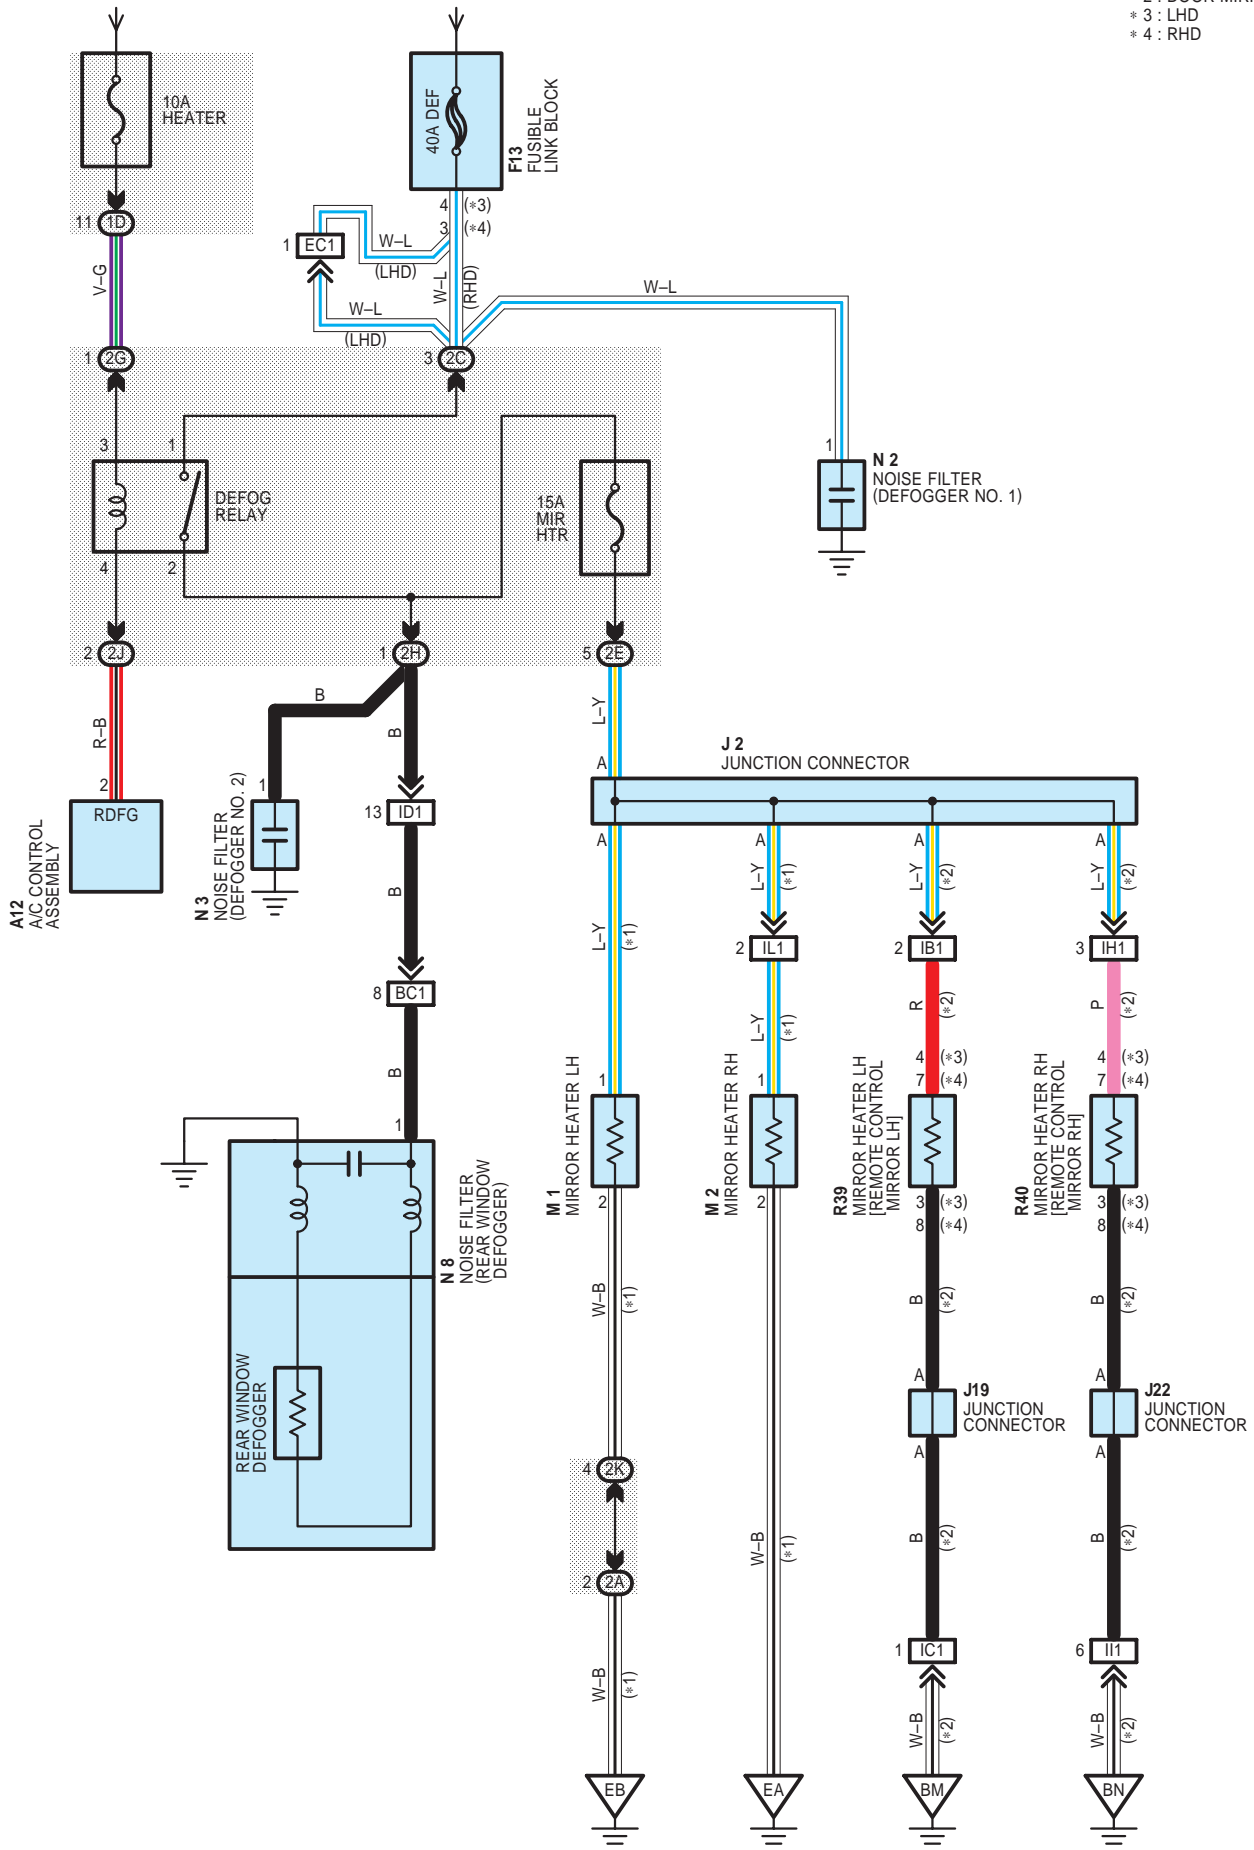 * 3 : LHD
* 4 : RHD
10A
HEATER
40A DEF
F13
FUSIBLE
LINK BLOCK
11 1D
4 (*3)
3 (*4)
1 EC1
W–L
(LHD)
W–L
(RHD)
W–L
(LHD)
W–L
V–G
1 2G
3 2C
3
1
DEFOG
RELAY
4
2
15A
MIR
HTR
1
N 2
NOISE FILTER
(DEFOGGER NO. 1)
2 2J
1 2H
5 2E
R–B
B
B
L–Y
2
RDFG
A12
A/C CONTROL
ASSEMBLY
1
N 3
NOISE FILTER
(DEFOGGER NO. 2)
13 ID1
B
8 BC1
B
1
J 2
JUNCTION CONNECTOR
A
A
A
A
A
L–Y
(*1)
L–Y
(*1)
L–Y
(*2)
L–Y
(*2)
2 IL1
2 IB1
3 IH1
L–Y
(*1)
R
(*2)
P
(*2)
1
1
4 (*3)
7 (*4)
4 (*3)
7 (*4)
M 1
MIRROR HEATER LH
M 2
MIRROR HEATER RH
R39
MIRROR HEATER LH
[REMOTE CONTROL
MIRROR LH]
R40
MIRROR HEATER RH
[REMOTE CONTROL
MIRROR RH]
2
2
3 (*3)
8 (*4)
3 (*3)
8 (*4)
N 8
NOISE FILTER
(REAR WINDOW
DEFOGGER)
REAR WINDOW
DEFOGGER
W–B
(*1)
B
(*2)
B
(*2)
A
J19
JUNCTION
CONNECTOR
A
A
J22
JUNCTION
CONNECTOR
A
4 2K
2 2A
W–B
(*1)
B
(*2)
B
(*2)
1 IC1
6 II1
W–B
(*1)
W–B
(*2)
W–B
(*2)
EB
EA
BM
BN